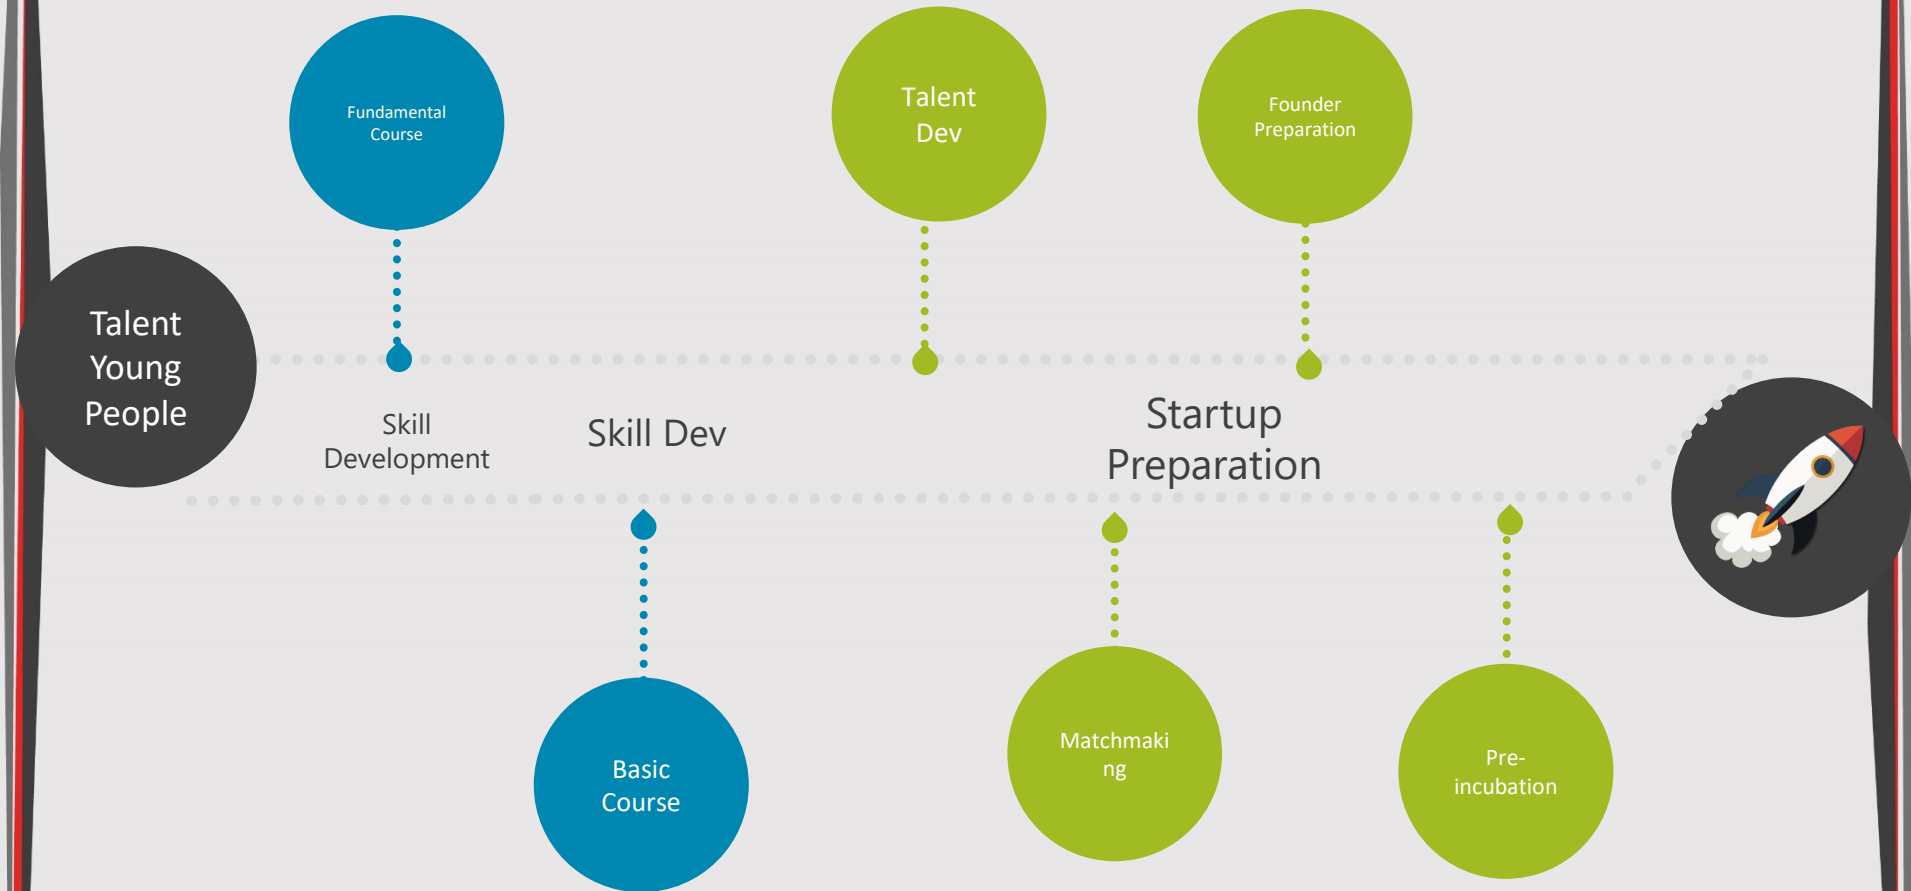 Fundamental
Course
Talent
Dev
Founder
Preparation
Talent
Young
People
Skill
Development
Skill Dev
Startup
Preparation
Basic
Course
Matchmaki
ng
Pre-
incubation